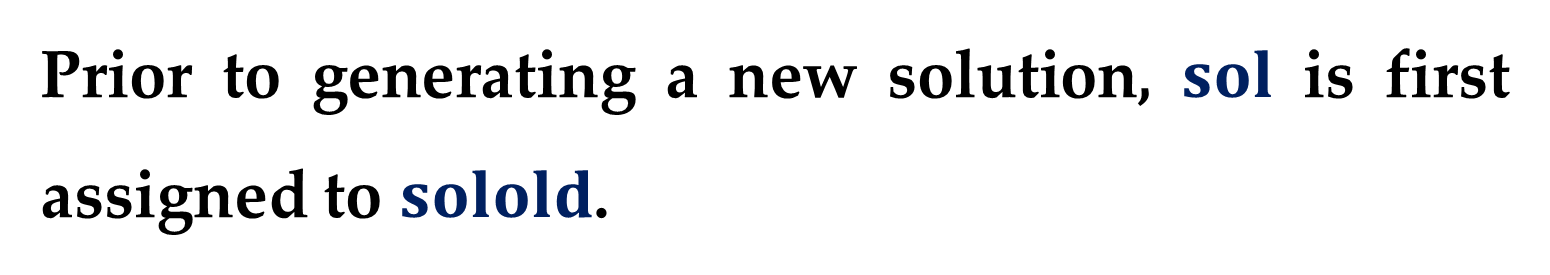 Prior to generating a new solution, sol is first
assigned to solold.